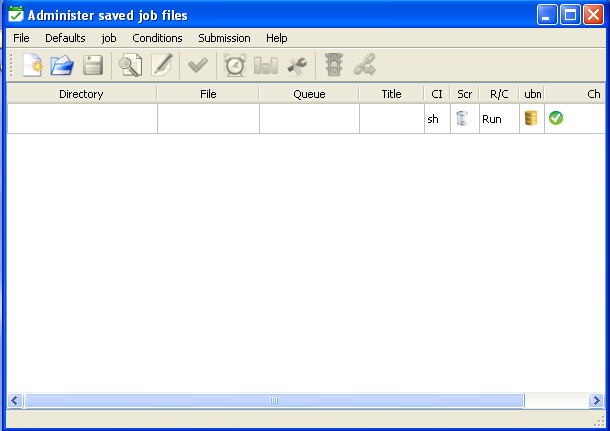 Administer saved job files
File Defaults job Conditions Submission Help
Directory File Queue Title CI Scr R/C ubn Ch
sh Run